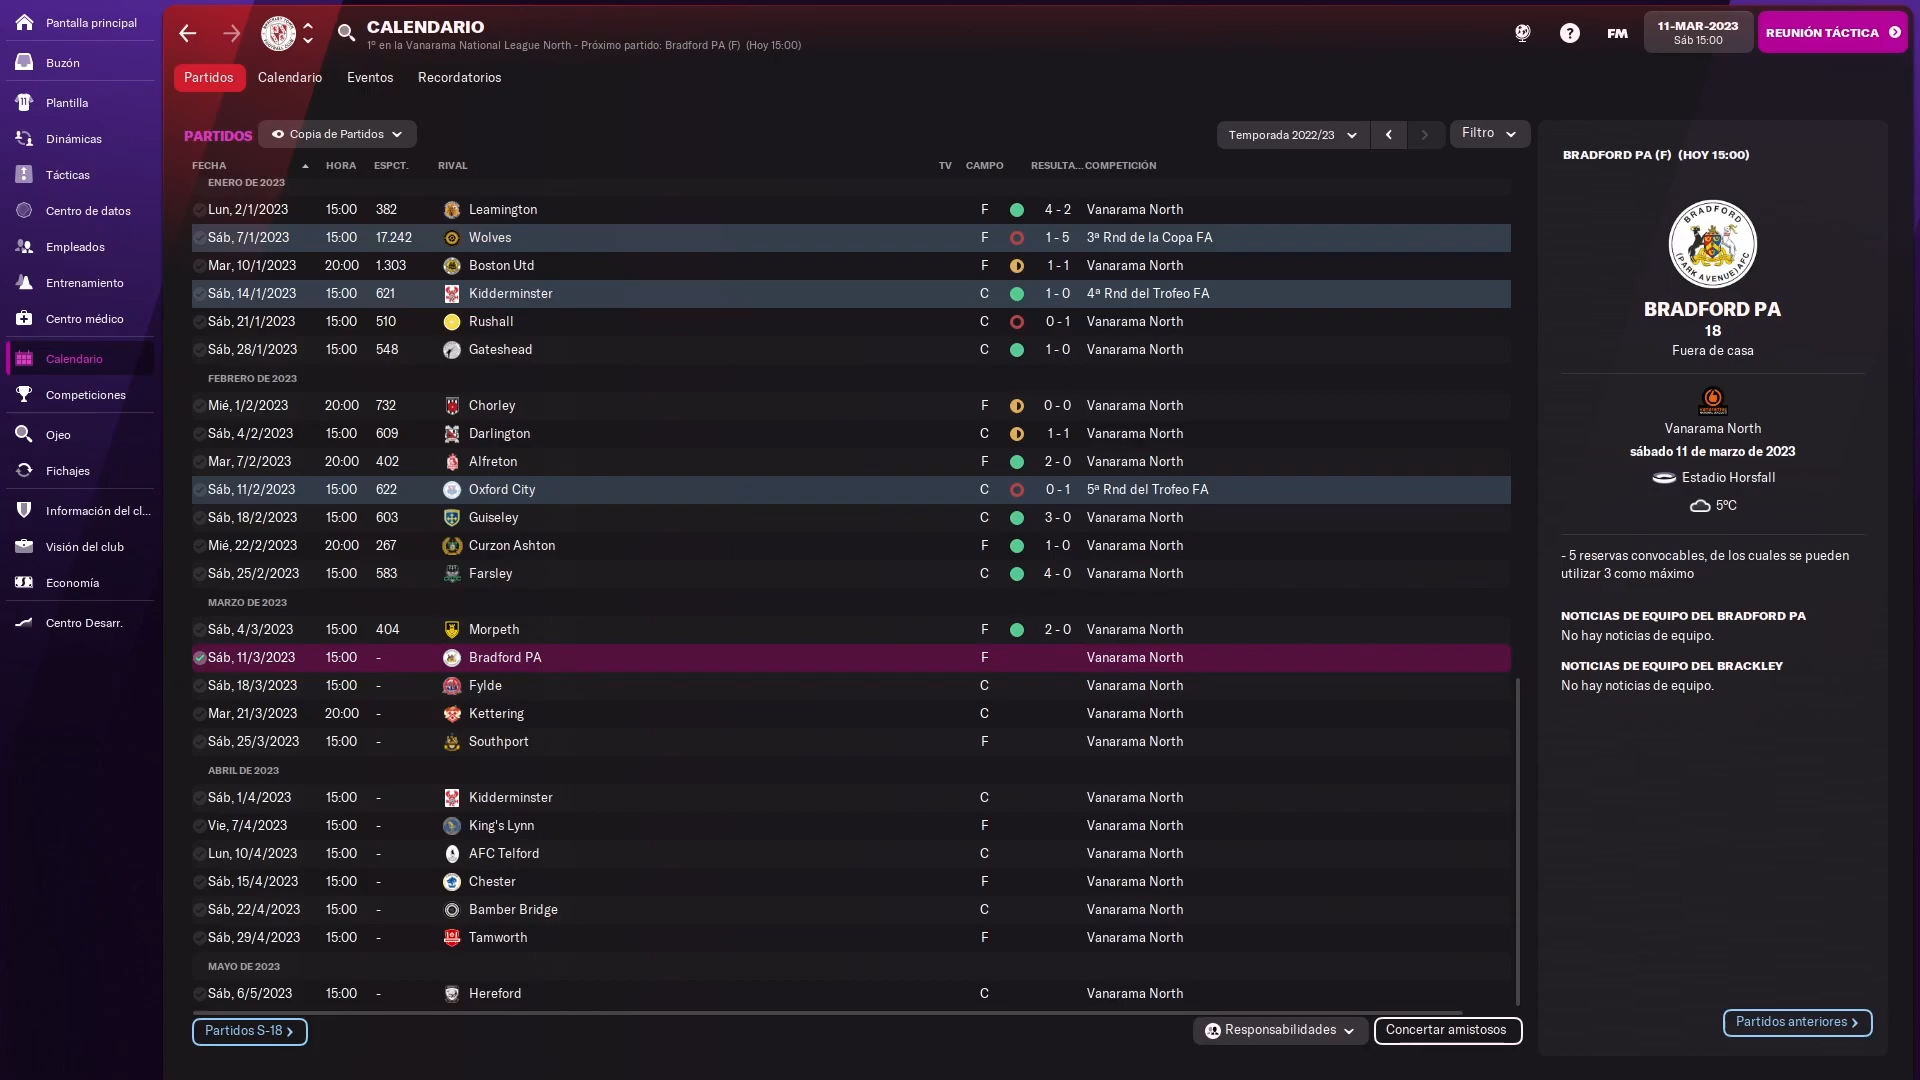 Pantalla principal
Buzón
Plantilla
Dinámicas
Tácticas
Centro de datos
Empleados
Entrenamiento
Centro médico
Calendario
Competiciones
Ojeo
Fichajes
Información del cl...
Visión del club
Economía
Centro Desarr.
CALENDARIO
1º en la Vanarama National League North - Próximo partido: Bradford PA (F) (Hoy 15:00)
FM
11-MAR-2023
Sáb 15:00
REUNIÓN TÁCTICA
Partidos Calendario Eventos Recordatorios
PARTIDOS Copia de Partidos Temporada 2022/23 Filtro
FECHA HORA ESPCT. RIVAL TV CAMPO RESULTA... COMPETICIÓN
ENERO DE 2023
Lun, 2/1/2023 15:00 382 Leamington F 4 - 2 Vanarama North
Sáb, 7/1/2023 15:00 17.242 Wolves F 1 - 5 3ª Rnd de la Copa FA
Mar, 10/1/2023 20:00 1.303 Boston Utd F 1 - 1 Vanarama North
Sáb, 14/1/2023 15:00 621 Kidderminster C 1 - 0 4ª Rnd del Trofeo FA
Sáb, 21/1/2023 15:00 510 Rushall C 0 - 1 Vanarama North
Sáb, 28/1/2023 15:00 548 Gateshead C 1 - 0 Vanarama North
FEBRERO DE 2023
Mié, 1/2/2023 20:00 732 Chorley F 0 - 0 Vanarama North
Sáb, 4/2/2023 15:00 609 Darlington C 1 - 1 Vanarama North
Mar, 7/2/2023 20:00 402 Alfreton F 2 - 0 Vanarama North
Sáb, 11/2/2023 15:00 622 Oxford City C 0 - 1 5ª Rnd del Trofeo FA
Sáb, 18/2/2023 15:00 603 Guiseley C 3 - 0 Vanarama North
Mié, 22/2/2023 20:00 267 Curzon Ashton F 1 - 0 Vanarama North
Sáb, 25/2/2023 15:00 583 Farsley C 4 - 0 Vanarama North
MARZO DE 2023
Sáb, 4/3/2023 15:00 404 Morpeth F 2 - 0 Vanarama North
Sáb, 11/3/2023 15:00 - Bradford PA F Vanarama North
Sáb, 18/3/2023 15:00 - Fylde C Vanarama North
Mar, 21/3/2023 20:00 - Kettering C Vanarama North
Sáb, 25/3/2023 15:00 - Southport F Vanarama North
ABRIL DE 2023
Sáb, 1/4/2023 15:00 - Kidderminster C Vanarama North
Vie, 7/4/2023 15:00 - King's Lynn F Vanarama North
Lun, 10/4/2023 15:00 - AFC Telford C Vanarama North
Sáb, 15/4/2023 15:00 - Chester F Vanarama North
Sáb, 22/4/2023 15:00 - Bamber Bridge C Vanarama North
Sáb, 29/4/2023 15:00 - Tamworth F Vanarama North
MAYO DE 2023
Sáb, 6/5/2023 15:00 - Hereford C Vanarama North
Partidos S-18 Responsabilidades Concertar amistosos
BRADFORD PA (F) (HOY 15:00)
BRADFORD
(PARK AVENUE) AFC
BRADFORD PA
18
Fuera de casa
Vanarama North
sábado 11 de marzo de 2023
Estadio Horsfall
5ºC
- 5 reservas convocables, de los cuales se pueden
utilizar 3 como máximo
NOTICIAS DE EQUIPO DEL BRADFORD PA
No hay noticias de equipo.
NOTICIAS DE EQUIPO DEL BRACKLEY
No hay noticias de equipo.
Partidos anteriores